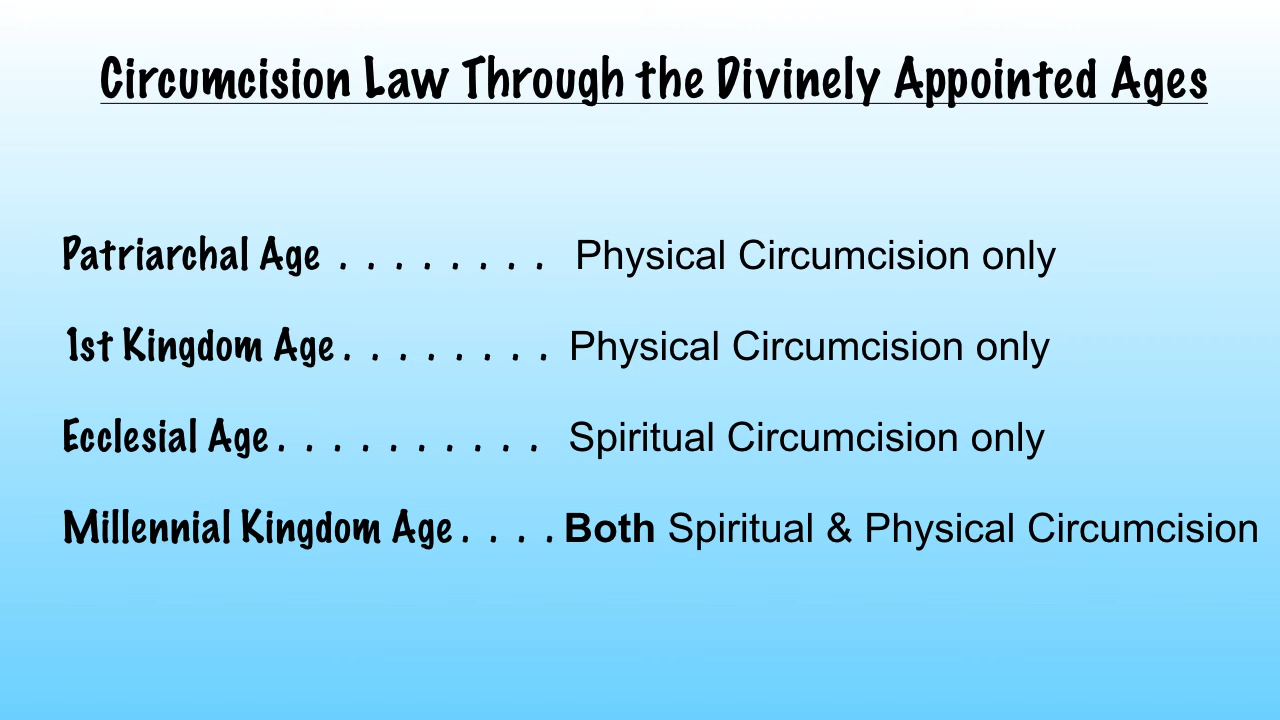 Circumcision Law Through the Divinely Appointed Ages
Patriarchal Age . . . . . . . . Physical Circumcision only
1st Kingdom Age . . . . . . . . Physical Circumcision only
Ecclesial Age . . . . . . . . . . Spiritual Circumcision only
Millennial Kingdom Age . . . . Both Spiritual & Physical Circumcision